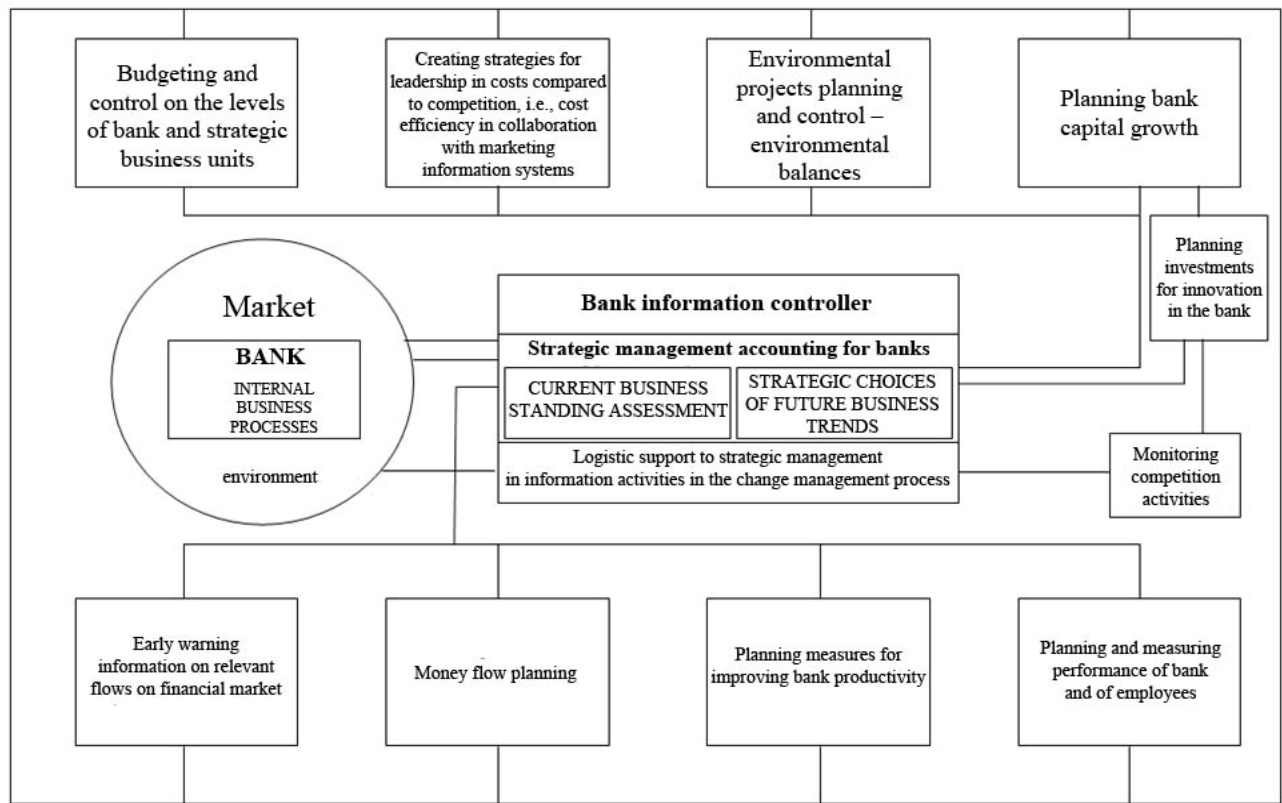 Budgeting and
control on the levels
of bank and strategic
business units
Creating strategies for
leadership in costs compared
to competition, i.e., cost
efficiency in collaboration
with marketing
information systems
Environmental
projects planning
and control –
environmental
balances
Planning bank
capital growth
Planning
investments
for innovation
in the bank
Market
BANK
INTERNAL
BUSINESS
PROCESSES
environment
Bank information controller
Strategic management accounting for banks
CURRENT BUSINESS
STANDING ASSESSMENT
STRATEGIC CHOICES
OF FUTURE BUSINESS
TRENDS
Logistic support to strategic management
in information activities in the change management process
Monitoring
competition
activities
Early warning
information on relevant
flows on financial market
Money flow planning
Planning measures for
improving bank productivity
Planning and measuring
performance of bank
and of employees